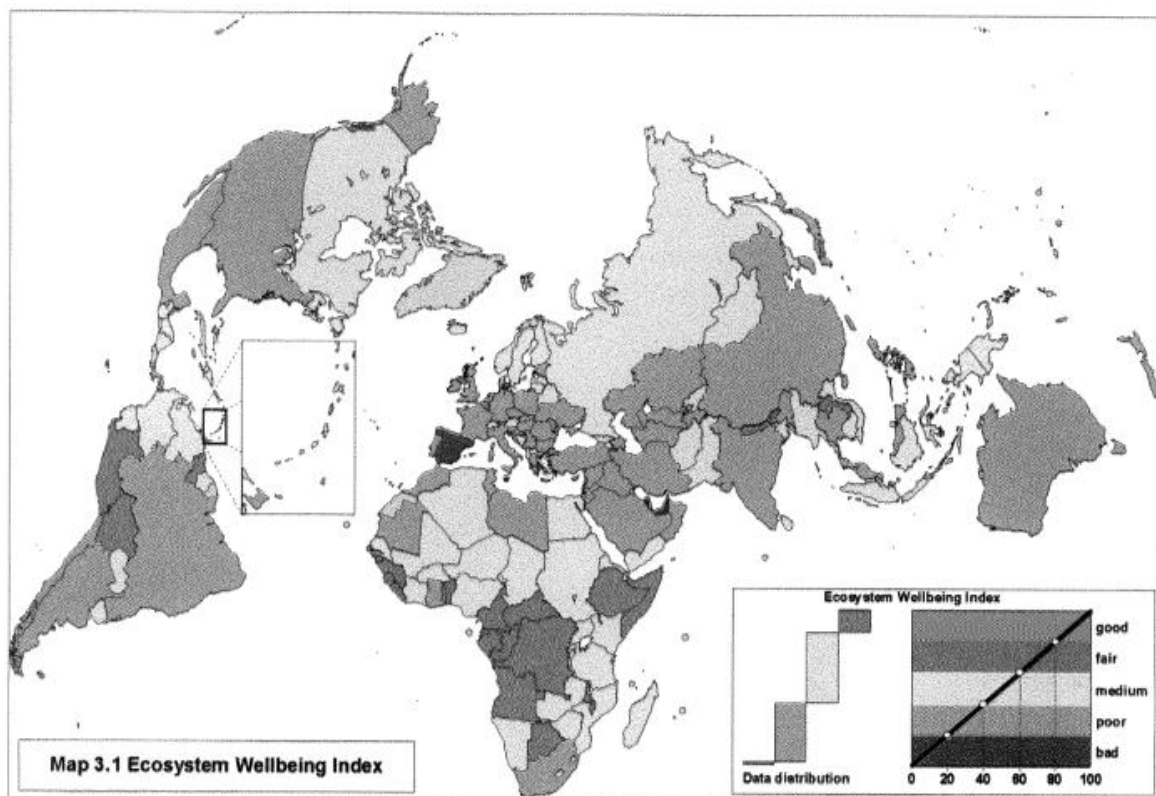 Ecosystem Wellbeing Index
good
fair
medium
poor
bad
0 20 40 60 80 100
Data distribution
Map 3.1 Ecosystem Wellbeing Index